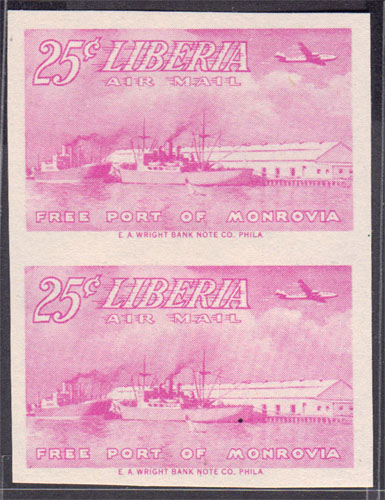 25¢ LIBERIA
AIR MAIL
FREE PORT OF MONROVIA
E. A. WRIGHT BANK NOTE CO., PHILA.
25¢ LIBERIA
AIR MAIL
FREE PORT OF MONROVIA
E. A. WRIGHT BANK NOTE CO., PHILA.